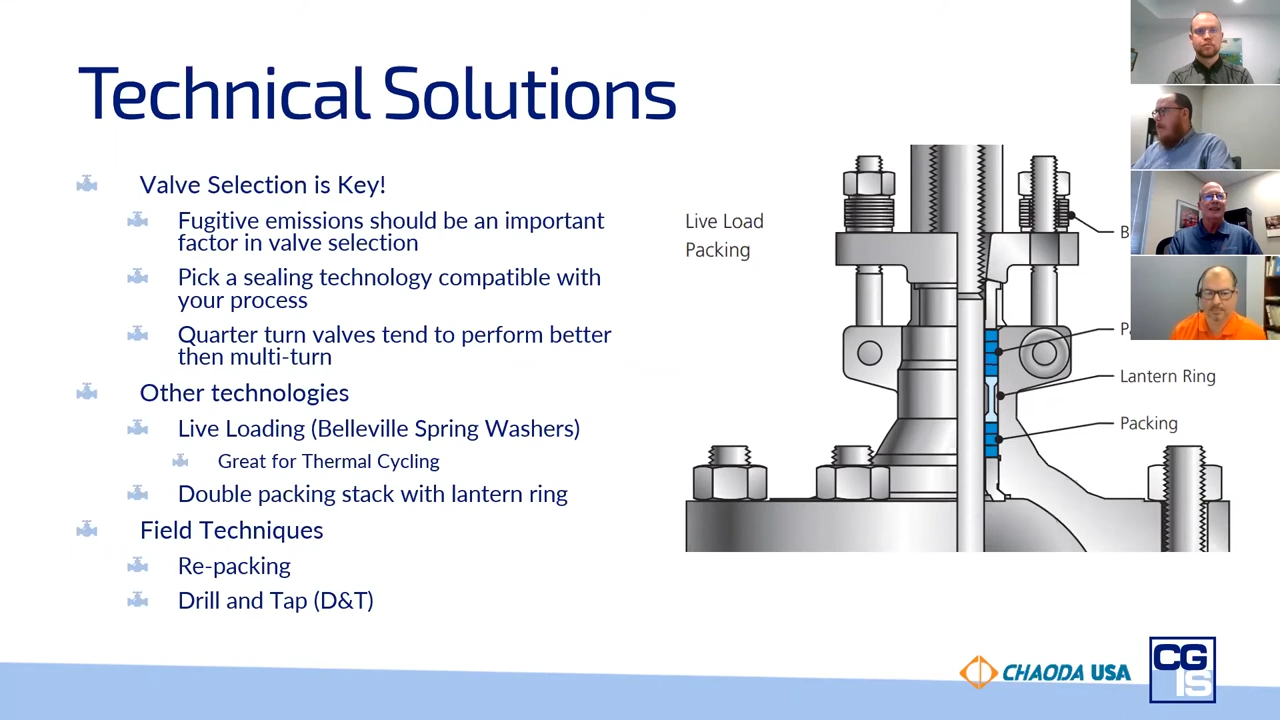 Technical Solutions
Valve Selection is Key!
Fugitive emissions should be an important
factor in valve selection
Pick a sealing technology compatible with
your process
Quarter turn valves tend to perform better
then multi-turn
Other technologies
Live Loading (Belleville Spring Washers)
Great for Thermal Cycling
Double packing stack with lantern ring
Field Techniques
Re-packing
Drill and Tap (D&T)
Live Load
Packing
Lantern Ring
Packing
CHAODA USA
CG
IS